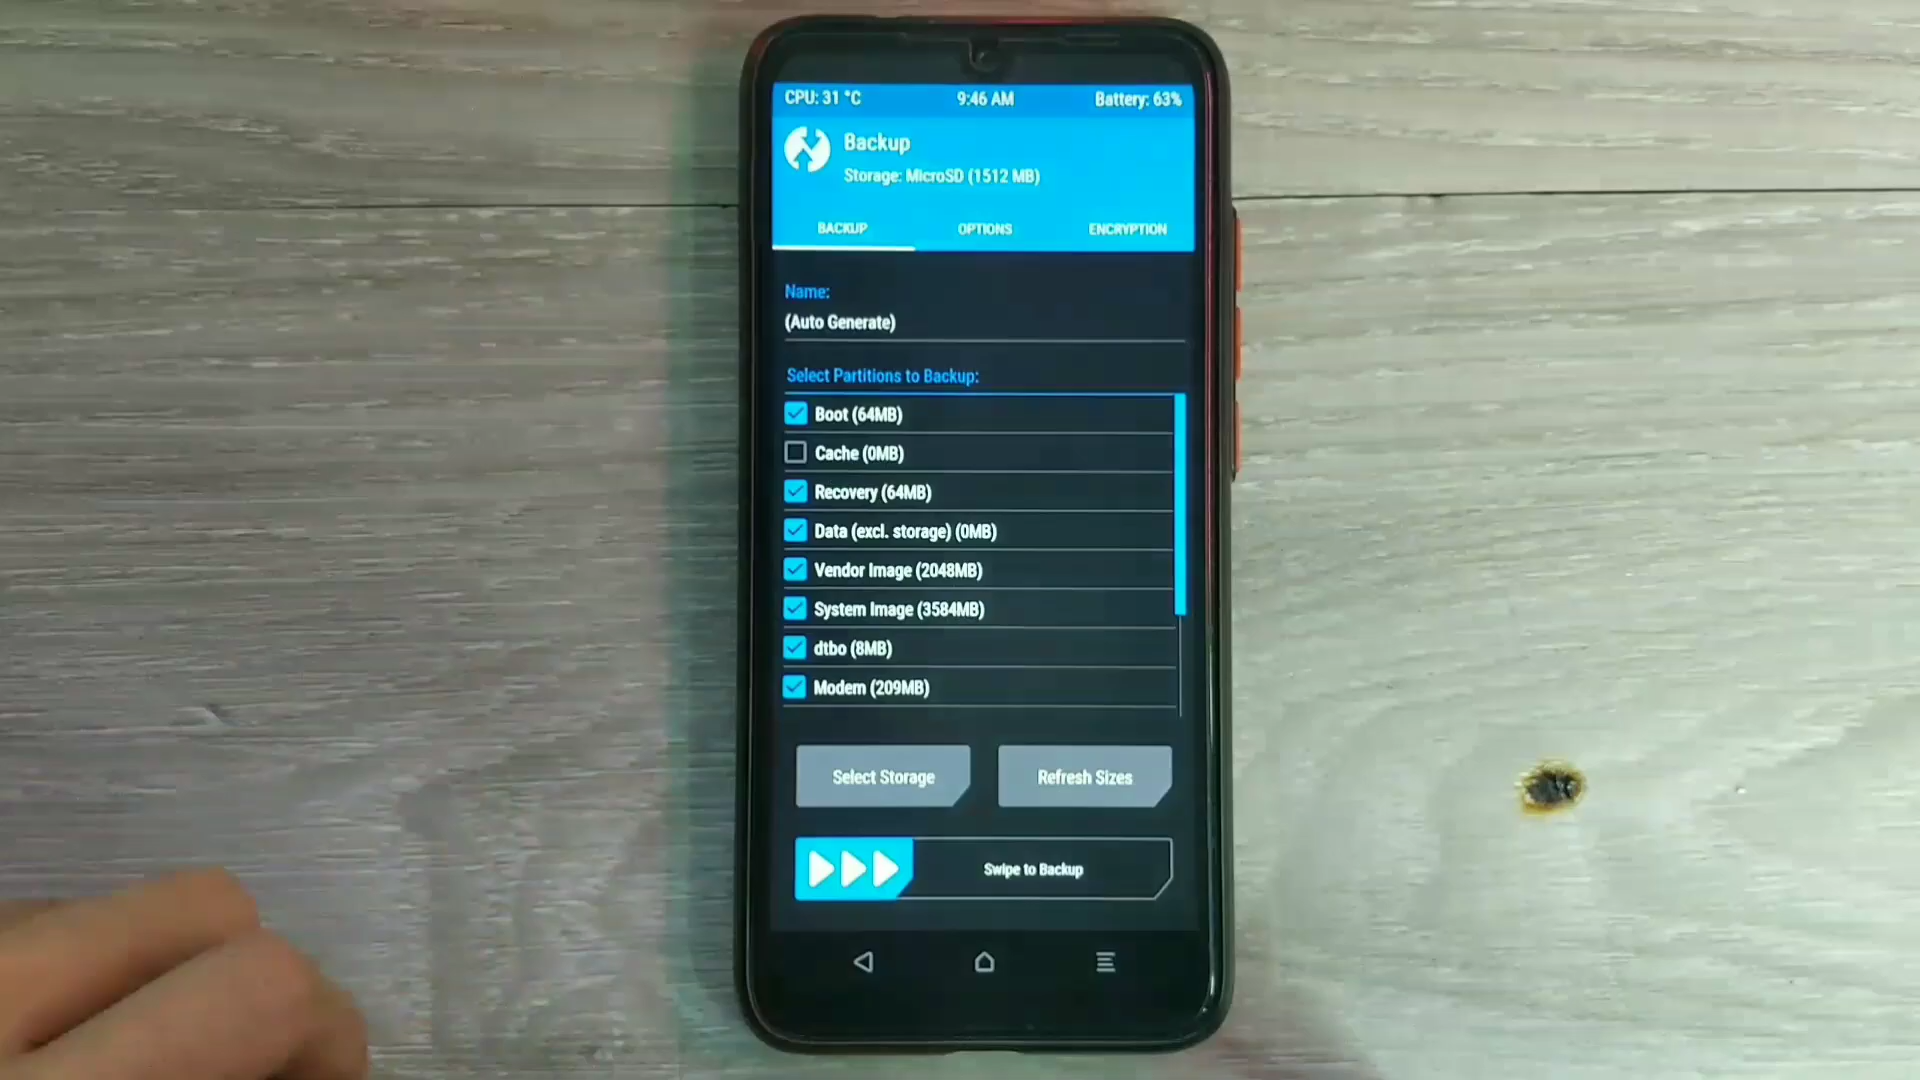 CPU: 31 °C 9:46 AM Battery: 63%
Backup
Storage: MicroSD (1512 MB)
BACKUP OPTIONS ENCRYPTION
Name:
(Auto Generate)
Select Partitions to Backup:
Boot (64MB)
Cache (0MB)
Recovery (64MB)
Data (excl. storage) (0MB)
Vendor Image (2048MB)
System Image (3584MB)
dtbo (8MB)
Modem (209MB)
Select Storage Refresh Sizes
Swipe to Backup